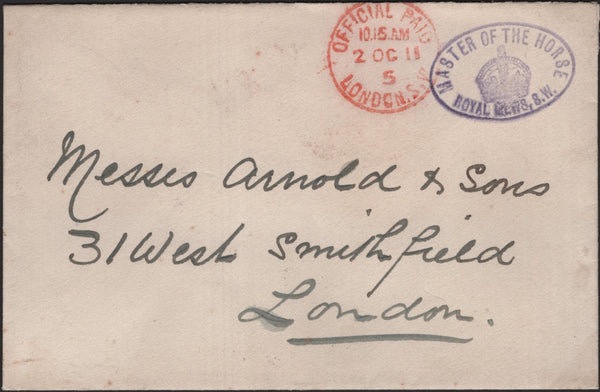 OFFICIAL PAID
10.15.AM
2 OC 11
5
LONDON.S.W
MASTER OF THE HORSE
ROYAL MEWS, S.W.
Messrs Arnold & Sons
31 West Smithfield
London.